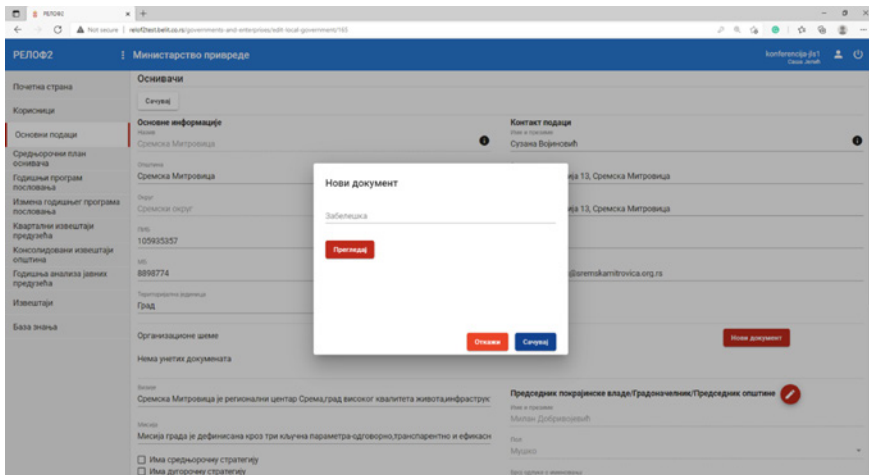 РЕЛОФ2
Not secure | relof2test.belit.co.rs/governments-and-enterprises/edit-local-government/165
РЕЛОФ2
Министарство привреде
konferencija-jls1
Почетна страна
Корисници
Основни подаци
Средњорочни план оснивача
Годишњи програм пословања
Измена годишњег програма пословања
Квартални извештаји предузећа
Консолидовани извештаји општина
Годишња анализа јавних предузећа
Извештаји
База знања
Оснивачи
Сачувај
Основне информације
Назив
Сремска Митровица
Општина
Сремска Митровица
Округ
Сремски округ
ПИБ
105935357
МБ
8898774
Територијална јединица
Град
Организационе шеме
Нема унетих докумената
Визија
Сремска Митровица је регионални центар Срема,град високог квалитета живота,инфраструк
Мисија
Мисија града је дефинисана кроз три кључна параметра-одговорно,транспарентно и ефикасн
Има средњорочну стратегију
Има дугорочну стратегију
Контакт подаци
Име и презиме
Сузана Војиновић
ија 13, Сремска Митровица
ија 13, Сремска Митровица
@sremskamitrovica.org.rs
Нови документ
Председник покрајинске владе/Градоначелник/Председник општине
Име и презиме
Милан Добривојевић
Пол
Мушко
Нови документ
Забелешка
Прегледај
Откажи
Сачувај